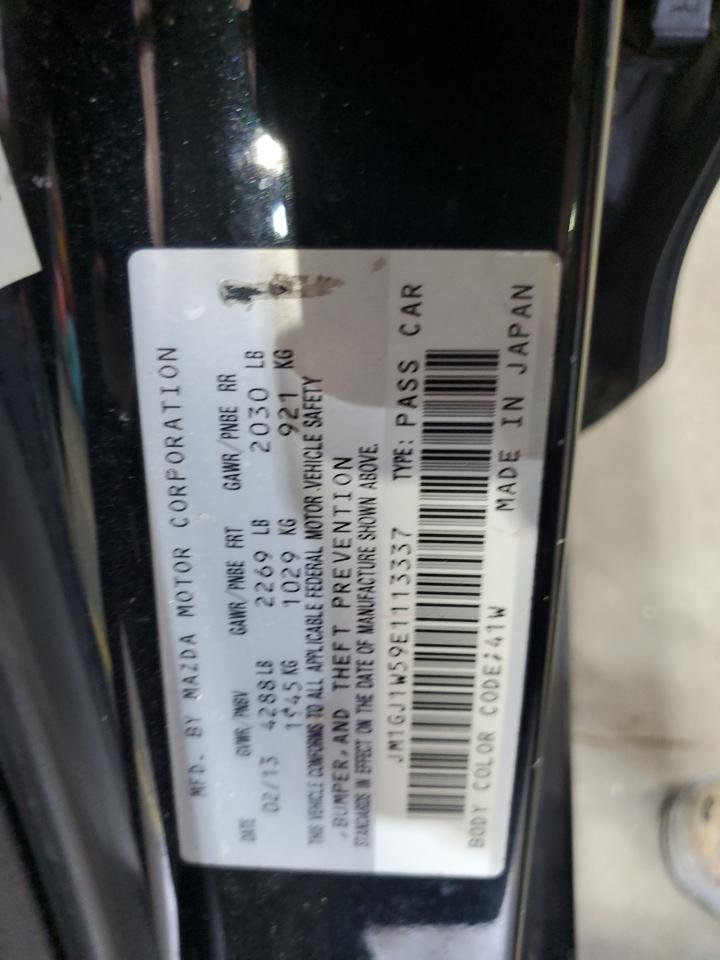 MFD. BY MAZDA MOTOR CORPORATION
DATE GVWR/PNBV GAWR/PNBE FRT GAWR/PNBE RR
02/13 4288LB 2269 LB 2030 LB
1945KG 1029 KG 921 KG
THIS VEHICLE CONFORMS TO ALL APPLICABLE FEDERAL MOTOR VEHICLE SAFETY
,BUMPER,AND THEFT PREVENTION
STANDARDS IN EFFECT ON THE DATE OF MANUFACTURE SHOWN ABOVE.
JM1GJ1W59E1113337 TYPE: PASS CAR
BODY COLOR CODE:41W MADE IN JAPAN